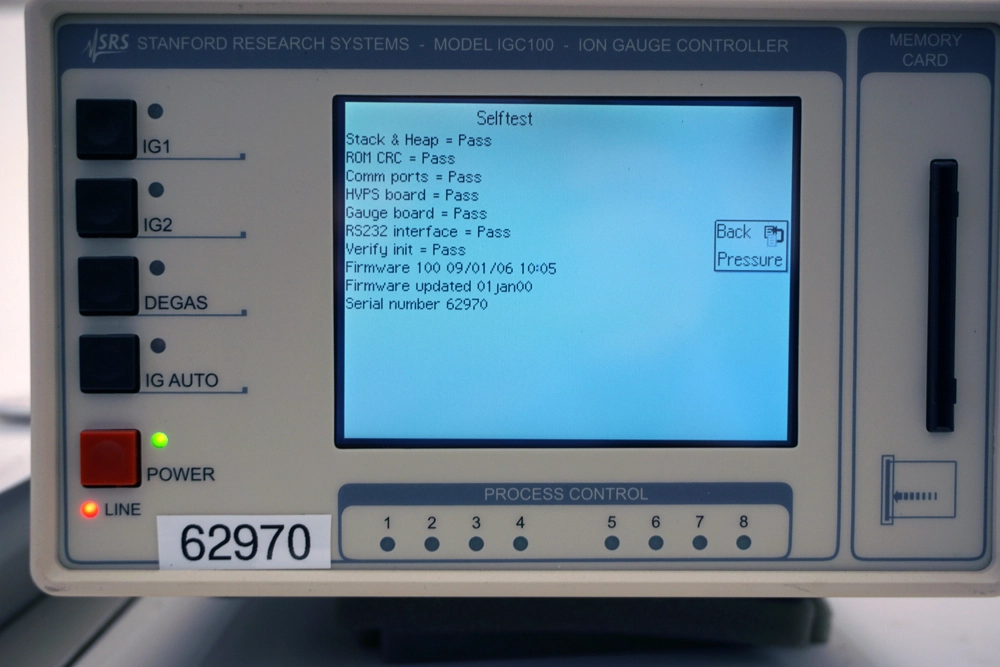 SRS STANFORD RESEARCH SYSTEMS - MODEL IGC100 - ION GAUGE CONTROLLER
MEMORY
CARD
IG1
IG2
DEGAS
IG AUTO
POWER
LINE
62970
Selftest
Stack & Heap = Pass
ROM CRC = Pass
Comm ports = Pass
HVPS board = Pass
Gauge board = Pass
RS232 interface = Pass
Verify init = Pass
Firmware 100 09/01/06 10:05
Firmware updated 01jan00
Serial number 62970
Back
Pressure
PROCESS CONTROL
1 2 3 4 5 6 7 8